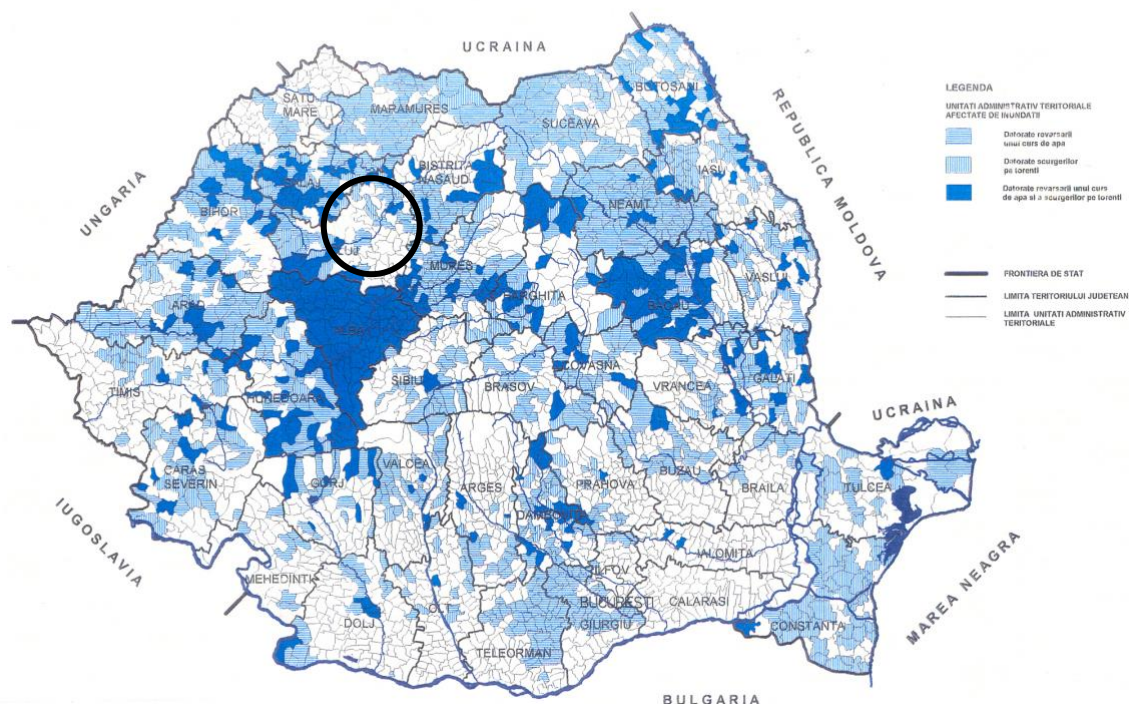 UCRAINA
SATU
MARE
MARAMURES
SUCEAVA
BOTOSANI
REPUBLICA MOLDOVA
BISTRITA
NASAUD
IASI
UNGARIA
SALAJ
BIHOR
CLUJ
NEAMT
MURES
HARGHITA
BACAU
VASLUI
ARAD
ALBA
TIMIS
HUNEDOARA
SIBIU
BRASOV
COVASNA
VRANCEA
GALATI
UCRAINA
CARAS
SEVERIN
GORJ
VALCEA
ARGES
PRAHOVA
BUZAU
BRAILA
TULCEA
DAMBOVITA
IUGOSLAVIA
MEHEDINTI
DOLJ
OLT
TELEORMAN
ILFOV
BUCURESTI
GIURGIU
IALOMITA
CALARASI
CONSTANTA
MAREA NEAGRA
BULGARIA
LEGENDA
UNITATI ADMINISTRATIV TERITORIALE
AFECTATE DE INUNDATII
Datorate revarsarii
unui curs de apa
Datorate scurgerilor
pe torenti
Datorate revarsarii unui curs
de apa si a scurgerilor pe torenti
FRONTIERA DE STAT
LIMITA TERITORIULUI JUDETEAN
LIMITA UNITATI ADMINISTRATIV
TERITORIALE